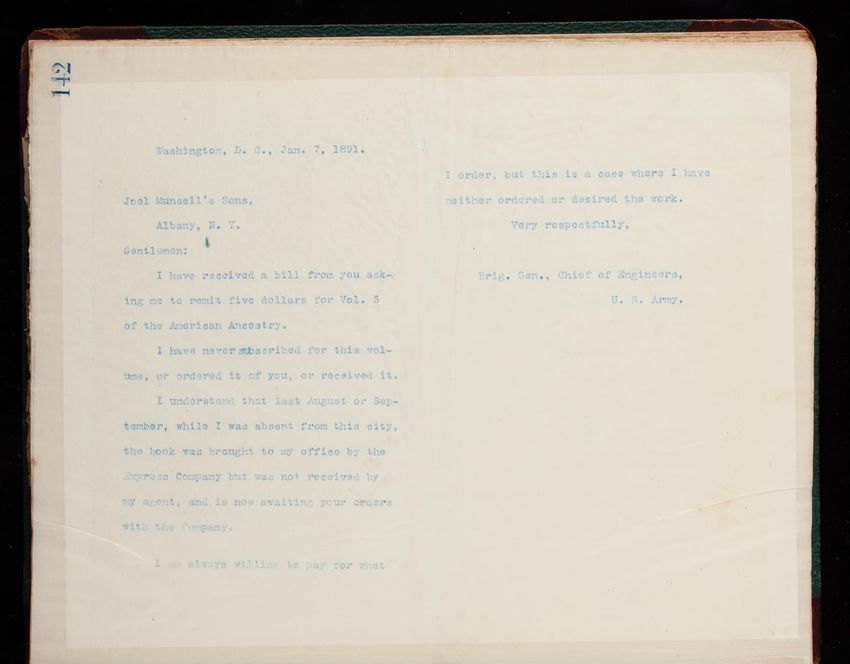 142
Washington, D. C., Jan. 7, 1891.
Joel Munsell's Sons,
Albany, N. Y.
Gentlemen:
I have received a bill from you ask-
ing me to remit five dollars for Vol. 5
of the American Ancestry.
I have never subscribed for this vol-
ume, or ordered it of you, or received it.
I understand that last August or Sep-
tember, while I was absent from this city,
the book was brought to my office by the
Express Company but was not received by
my agent, and is now awaiting your orders
with the Company.
I am always willing to pay for what
I order, but this is a case where I have
neither ordered or desired the work.
Very respectfully,
Brig. Gen., Chief of Engineers,
U. S. Army.